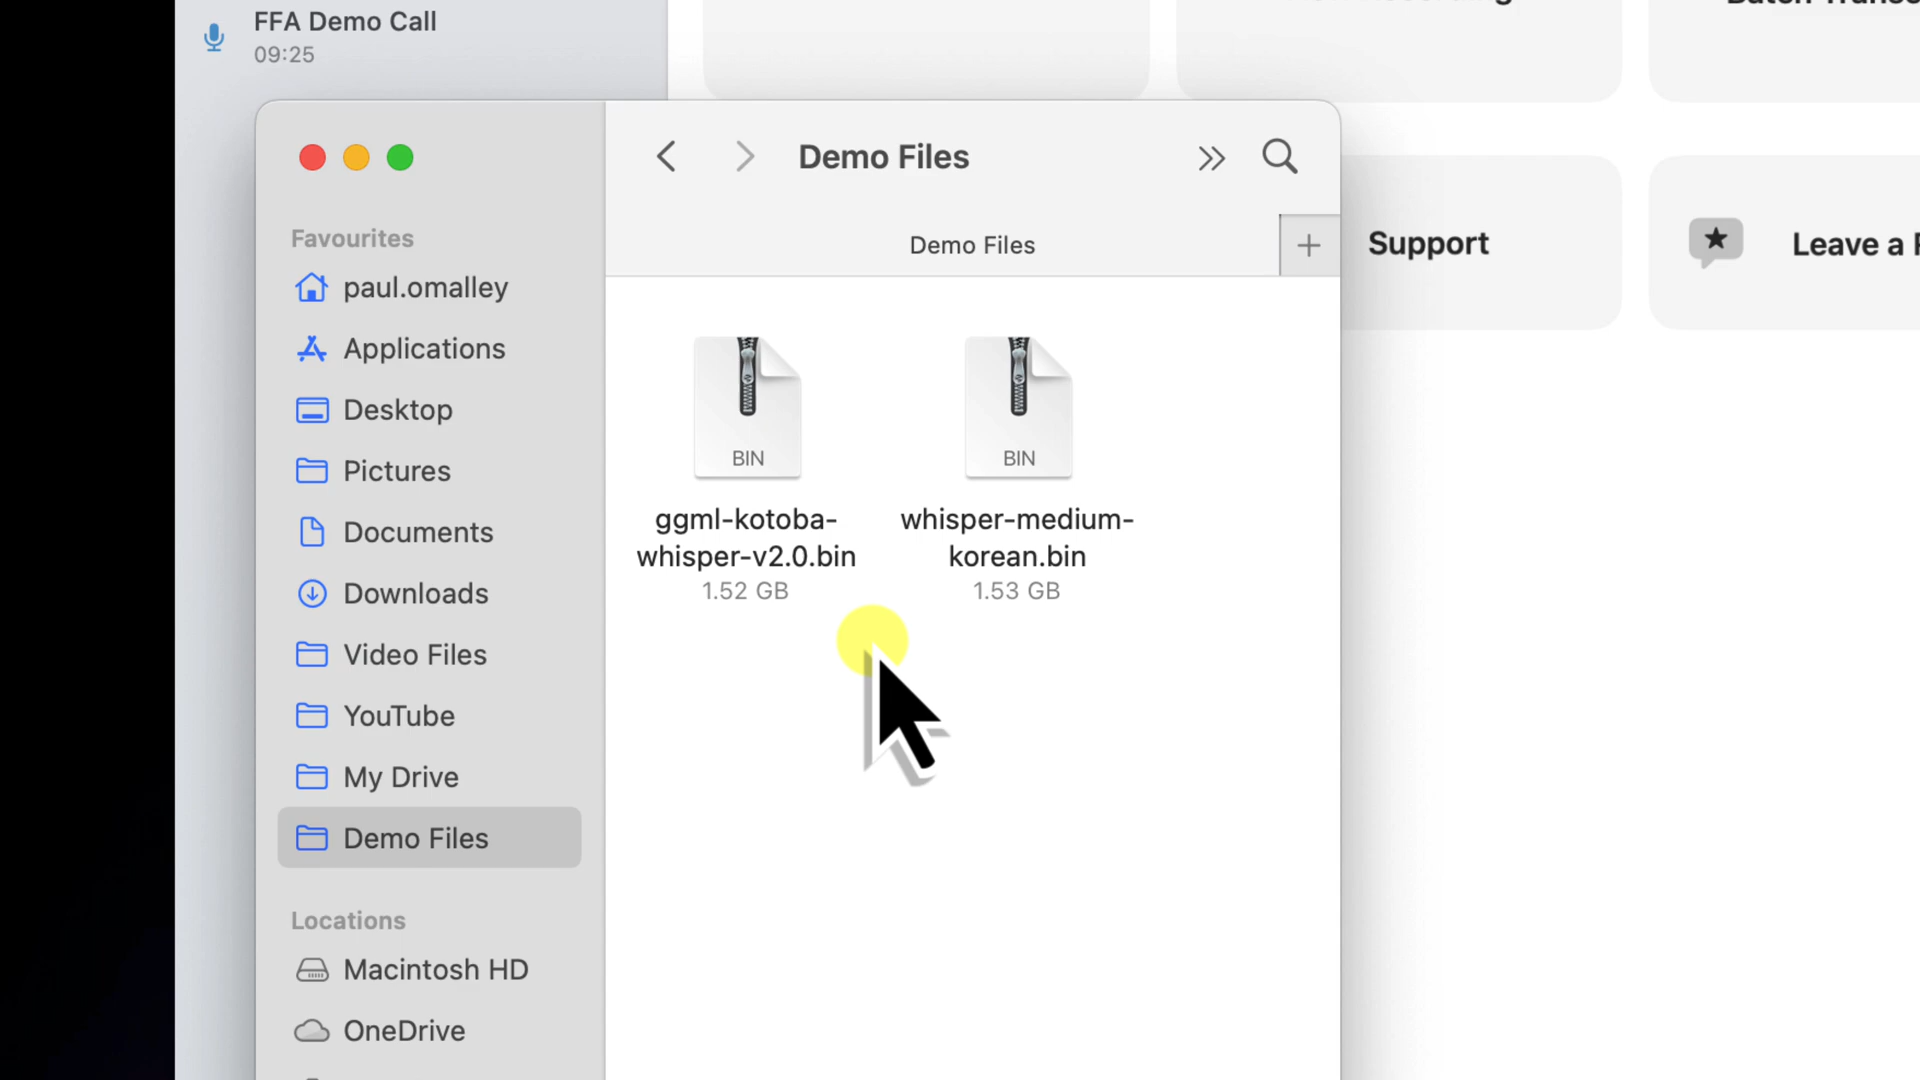 FFA Demo Call
09:25
Demo Files
Demo Files
Support
Leave a
Favourites
paul.omalley
Applications
Desktop
Pictures
Documents
Downloads
Video Files
YouTube
My Drive
Demo Files
Locations
Macintosh HD
OneDrive
BIN
ggml-kotoba-
whisper-v2.0.bin
1.52 GB
BIN
whisper-medium-
korean.bin
1.53 GB